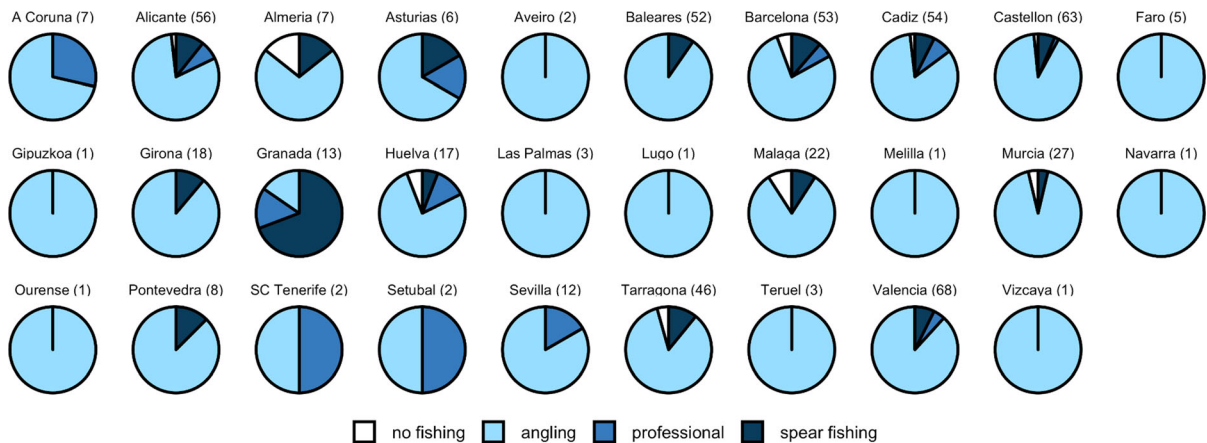 A Coruna (7) Alicante (56) Almeria (7) Asturias (6) Aveiro (2) Baleares (52) Barcelona (53) Cadiz (54) Castellon (63) Faro (5)
Gipuzkoa (1) Girona (18) Granada (13) Huelva (17) Las Palmas (3) Lugo (1) Malaga (22) Melilla (1) Murcia (27) Navarra (1)
Ourense (1) Pontevedra (8) SC Tenerife (2) Setubal (2) Sevilla (12) Tarragona (46) Teruel (3) Valencia (68) Vizcaya (1)
no fishing angling professional spear fishing